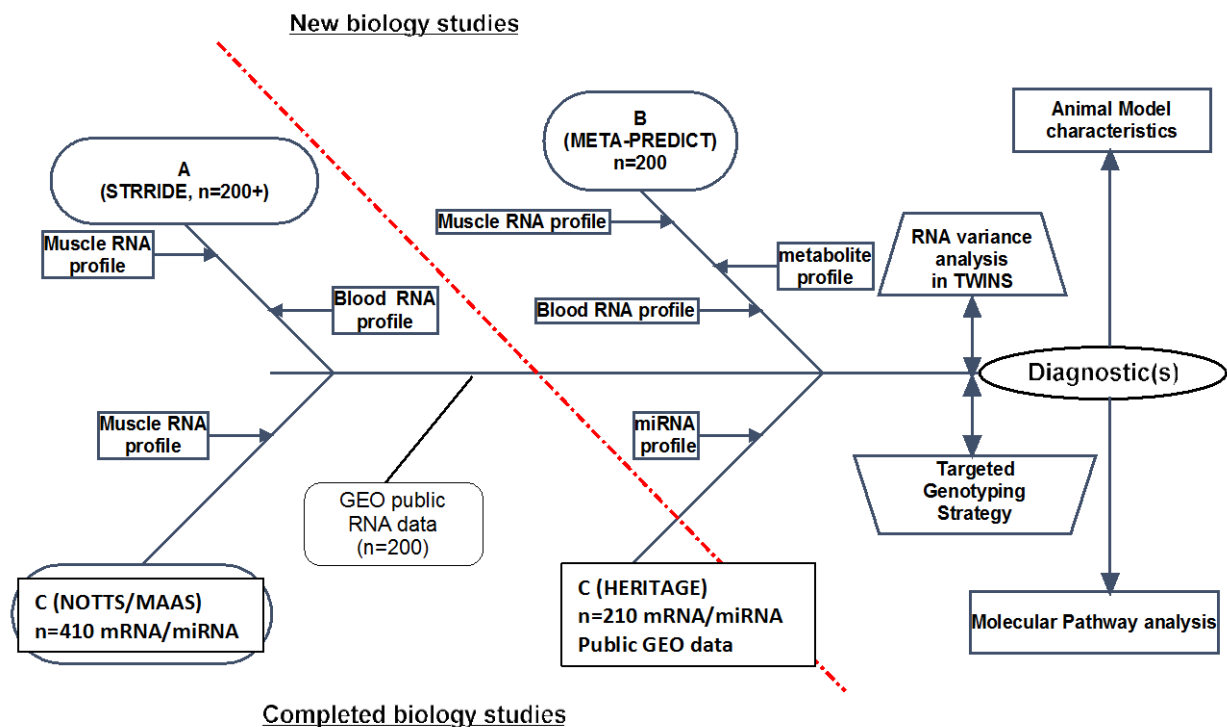 New biology studies
A
(STRRIDE, n=200+)
B
(META-PREDICT)
n=200
Animal Model
characteristics
Muscle RNA
profile
Blood RNA
profile
Muscle RNA profile
metabolite
profile
Blood RNA profile
RNA variance
analysis
in TWINS
Diagnostic(s)
Muscle RNA
profile
miRNA
profile
GEO public
RNA data
(n=200)
Targeted
Genotyping
Strategy
C (NOTTS/MAAS)
n=410 mRNA/miRNA
C (HERITAGE)
n=210 mRNA/miRNA
Public GEO data
Molecular Pathway analysis
Completed biology studies